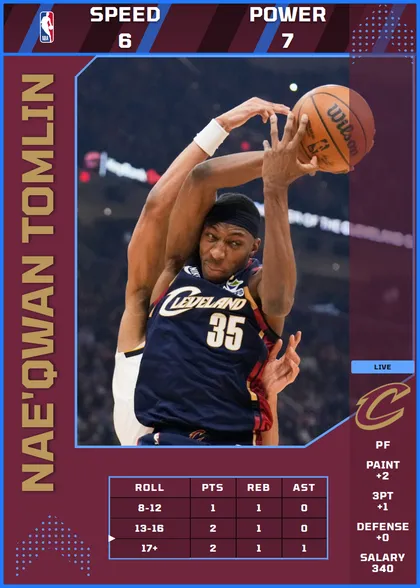 SPEED
6
POWER
7
NAE'QWAN TOMLIN
Wilson
CLEVELAND
35
LIVE
C
PF
PAINT
+2
3PT
+1
DEFENSE
+0
SALARY
340
ROLL PTS REB AST
8-12 1 1 0
13-16 2 1 0
17+ 2 1 1